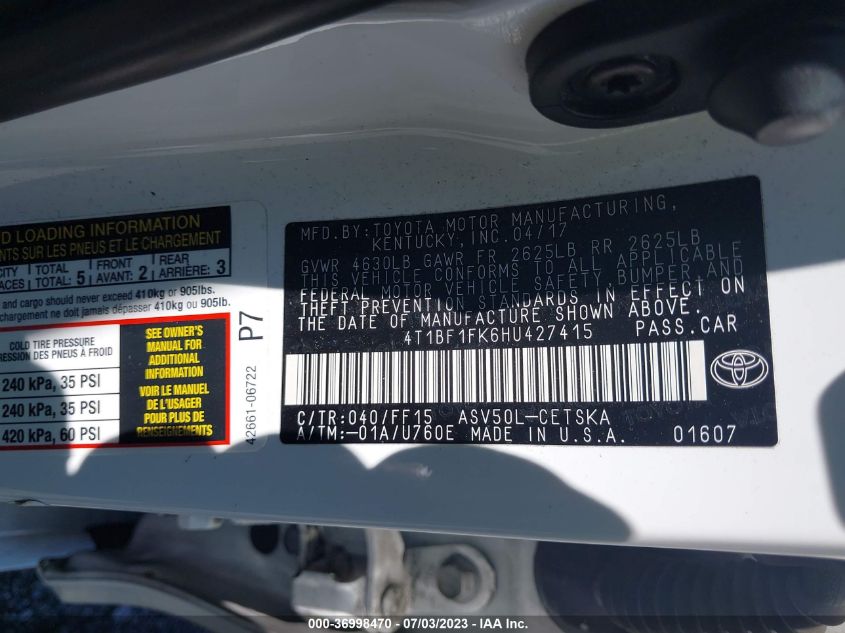 D LOADING INFORMATION
ENTS SUR LES PNEUS ET LE CHARGEMENT
CITY TOTAL FRONT REAR
ACES TOTAL: 5 AVANT: 2 ARRIÈRE: 3
s and cargo should never exceed 410kg or 905lb.
chargement ne doit jamais dépasser 410kg ou 905lb.
COLD TIRE PRESSURE
RESSION DES PNEUS À FROID
240 kPa, 35 PSI
240 kPa, 35 PSI
420 kPa, 60 PSI
SEE OWNER'S
MANUAL FOR
ADDITIONAL
INFORMATION
VOIR LE MANUEL
DE L'USAGER
POUR PLUS DE
RENSEIGNEMENTS
P7
42661-06722
MFD.BY:TOYOTA MOTOR MANUFACTURING,
KENTUCKY,INC.04/17
GVWR 4630LB GAWR FR 2625LB RR 2625LB
THIS VEHICLE CONFORMS TO ALL APPLICABLE
FEDERAL MOTOR VEHICLE SAFETY, BUMPER,AND
THEFT PREVENTION STANDARDS IN EFFECT ON
THE DATE OF MANUFACTURE SHOWN ABOVE.
4T1BF1FK6HU427415 PASS.CAR
C/TR:040/FF15 ASV50L-CETSKA
A/TM:-01A/U760E MADE IN U.S.A. 01607
000-36998470 - 07/03/2023 - IAAI.com.